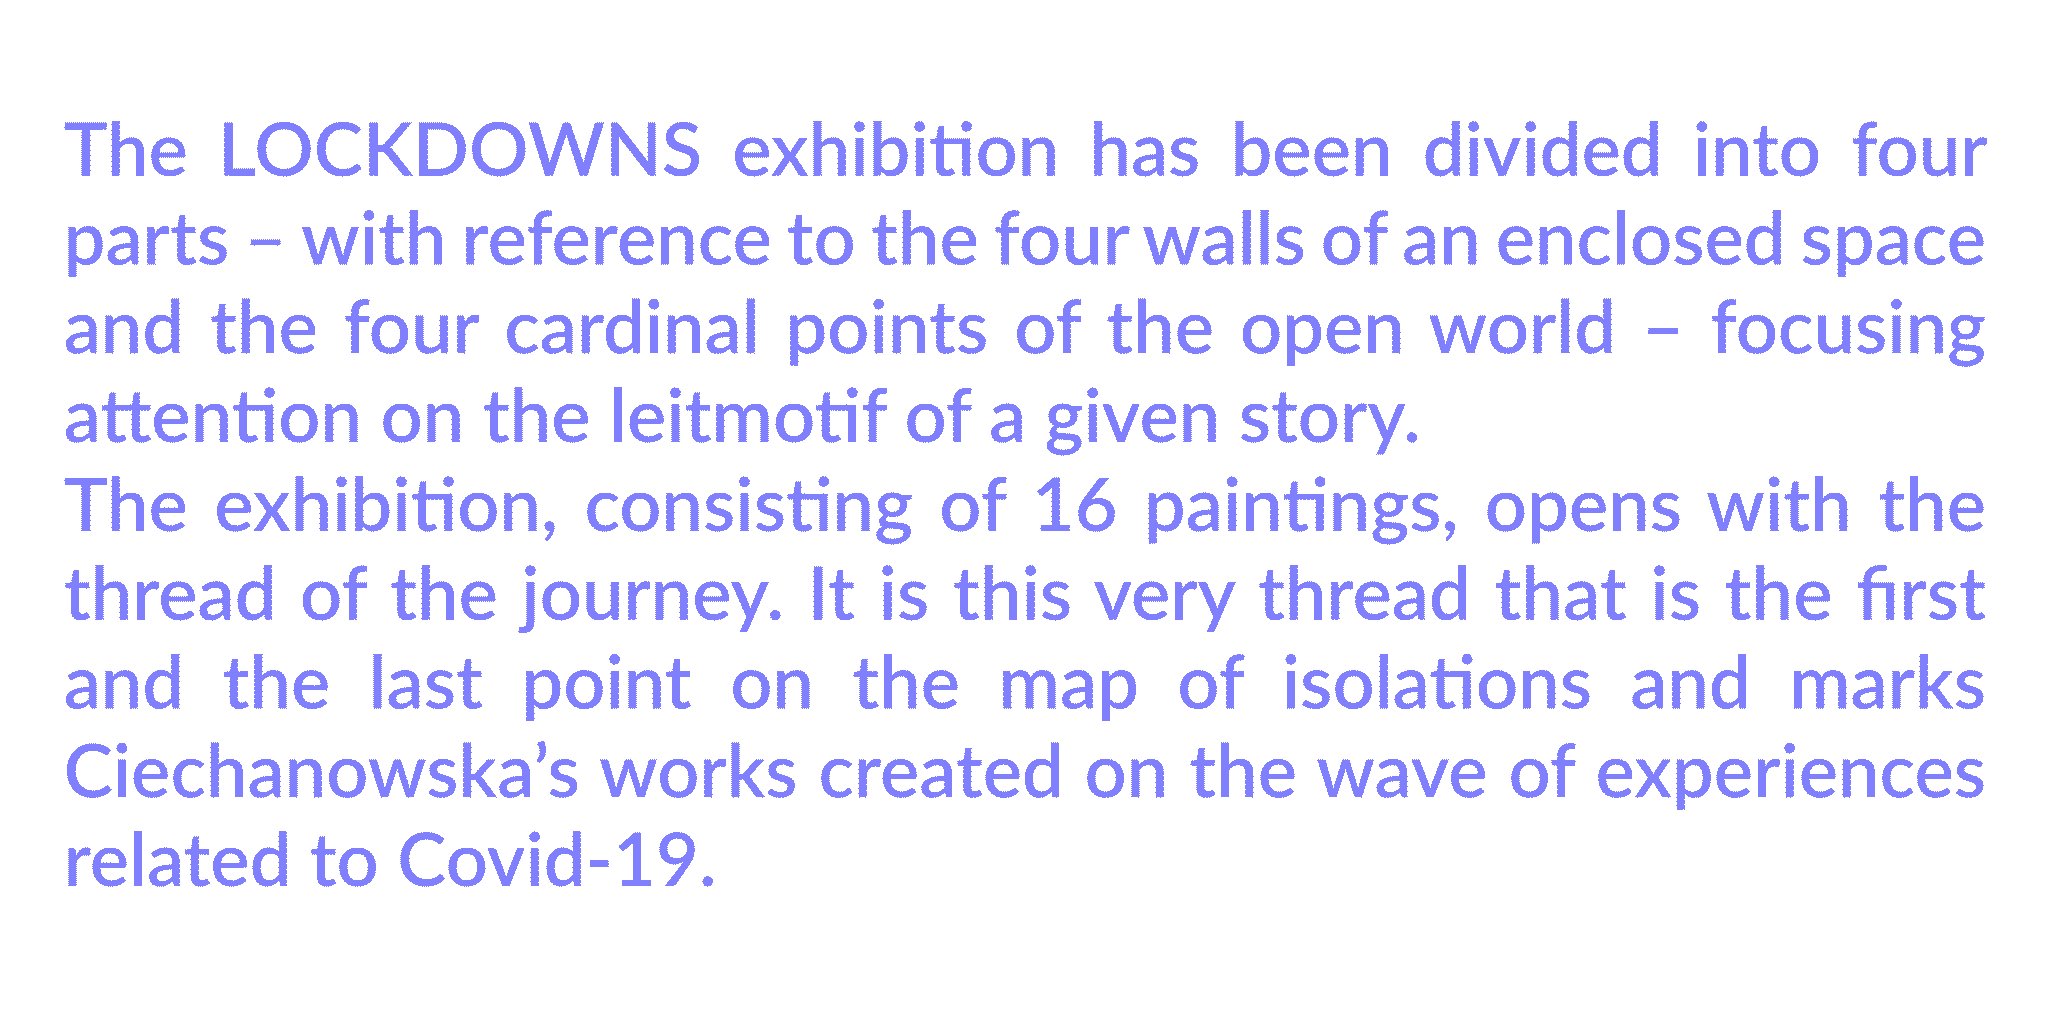 The LOCKDOWNS exhibition has been divided into four
parts – with reference to the four walls of an enclosed space
and the four cardinal points of the open world – focusing
attention on the leitmotif of a given story.
The exhibition, consisting of 16 paintings, opens with the
thread of the journey. It is this very thread that is the first
and the last point on the map of isolations and marks
Ciechanowska’s works created on the wave of experiences
related to Covid-19.